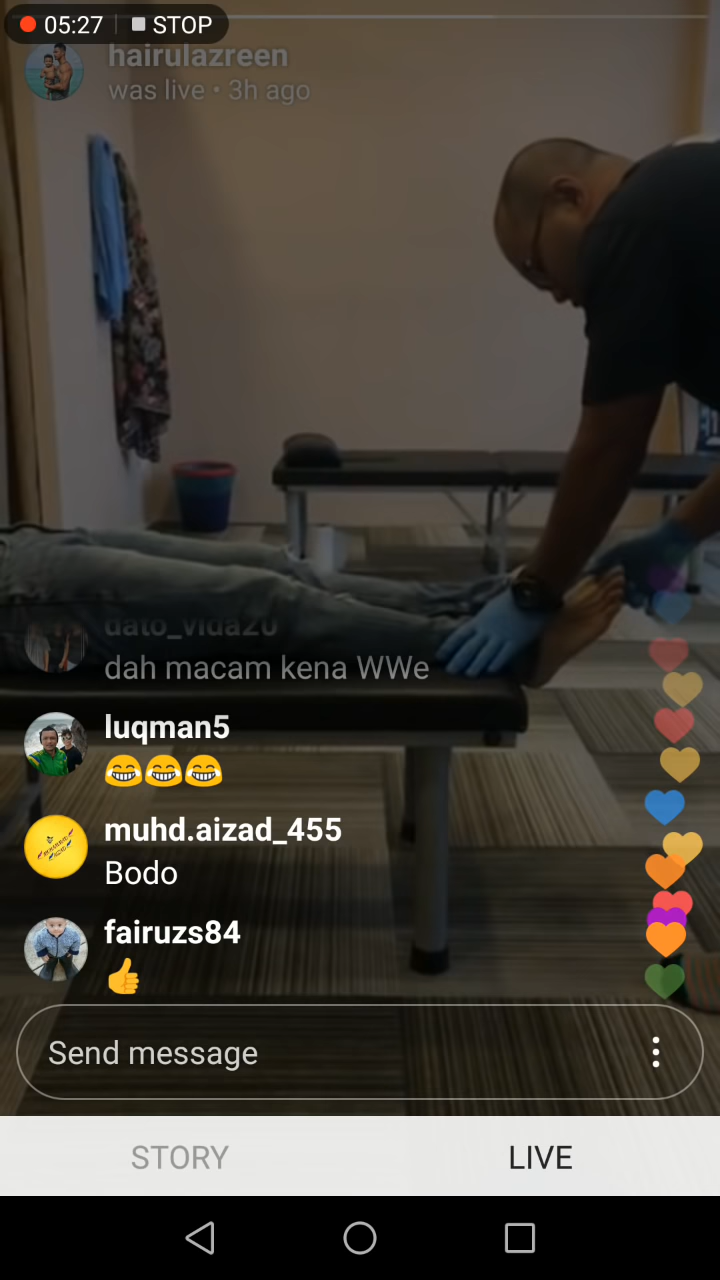 05:27 STOP
hairulazreen
was live • 3h ago
dato_vida20
dah macam kena WWe
luqman5
😂😂😂
muhd.aizad_455
Bodo
fairuzs84
👍
Send message
STORY LIVE